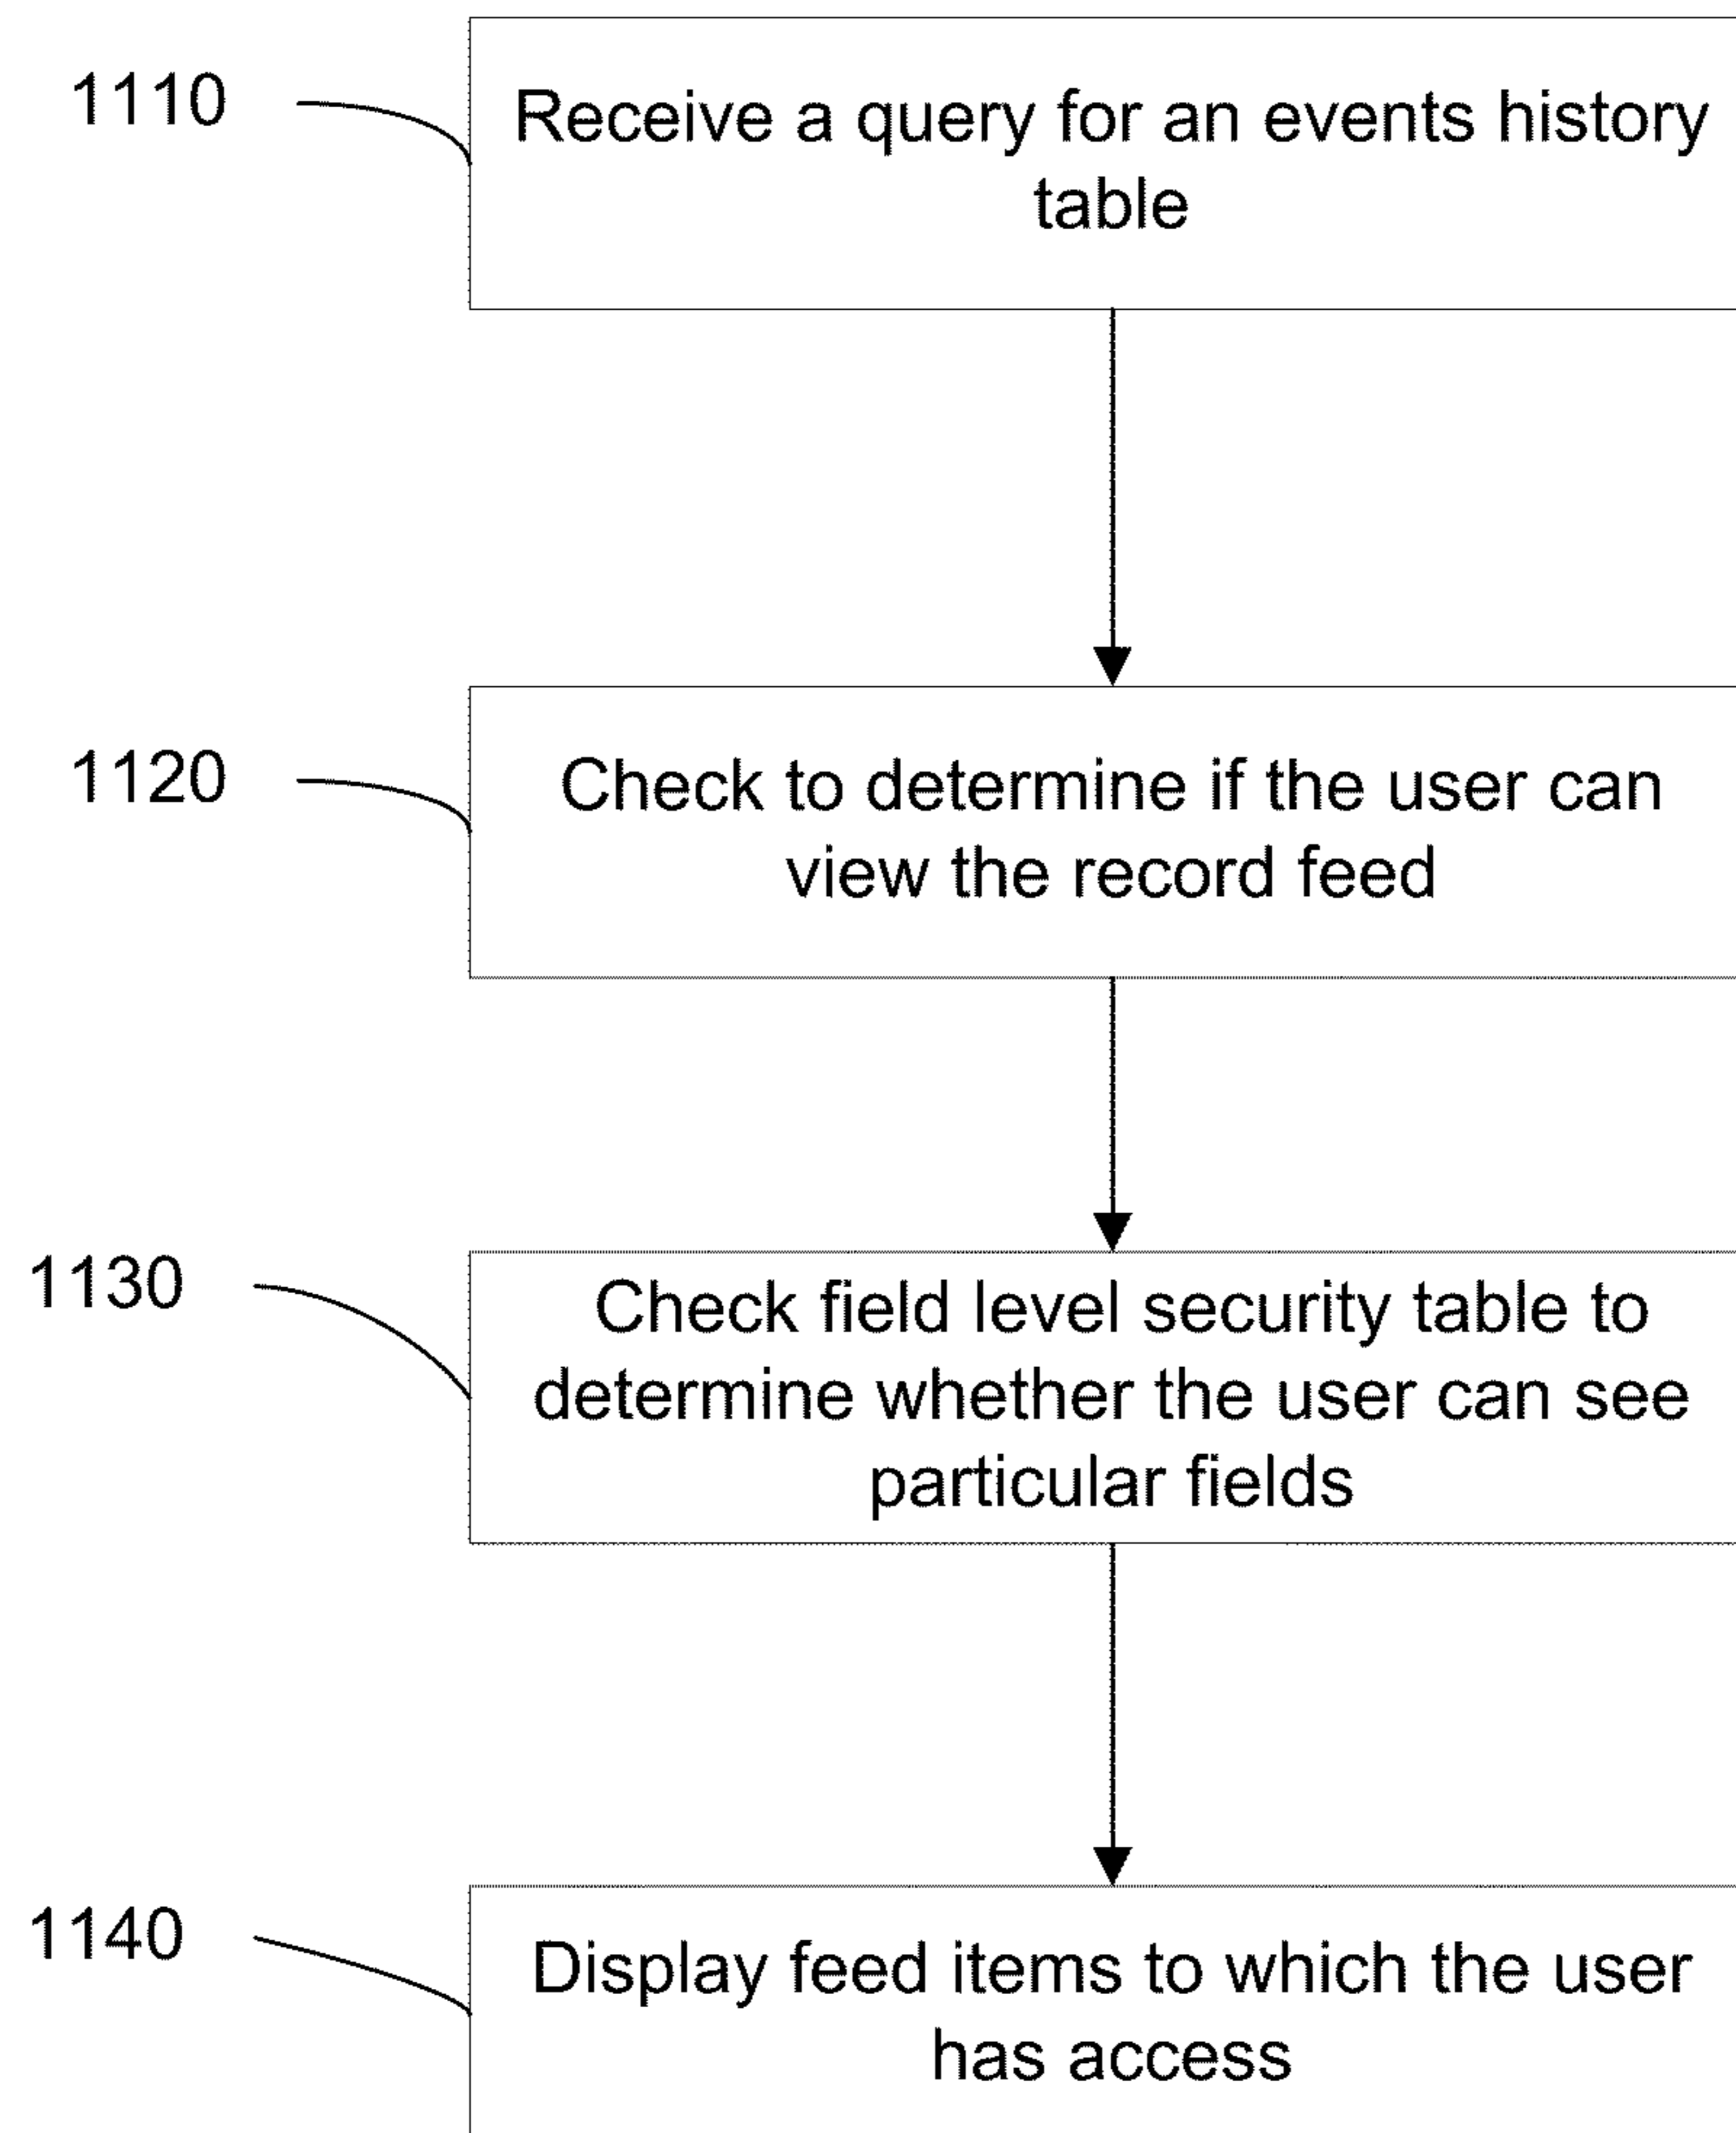 1110
Receive a query for an events history
table
1120
Check to determine if the user can
view the record feed
1130
Check field level security table to
determine whether the user can see
particular fields
1140
Display feed items to which the user
has access